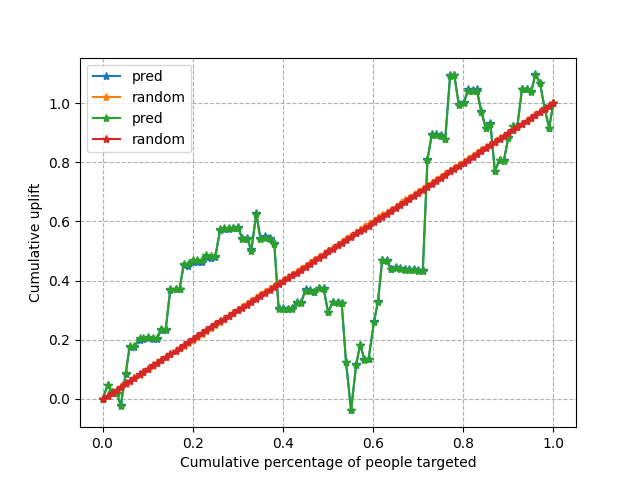 pred
random
pred
random
1.0
0.8
0.6
0.4
0.2
0.0
Cumulative uplift
0.0 0.2 0.4 0.6 0.8 1.0
Cumulative percentage of people targeted